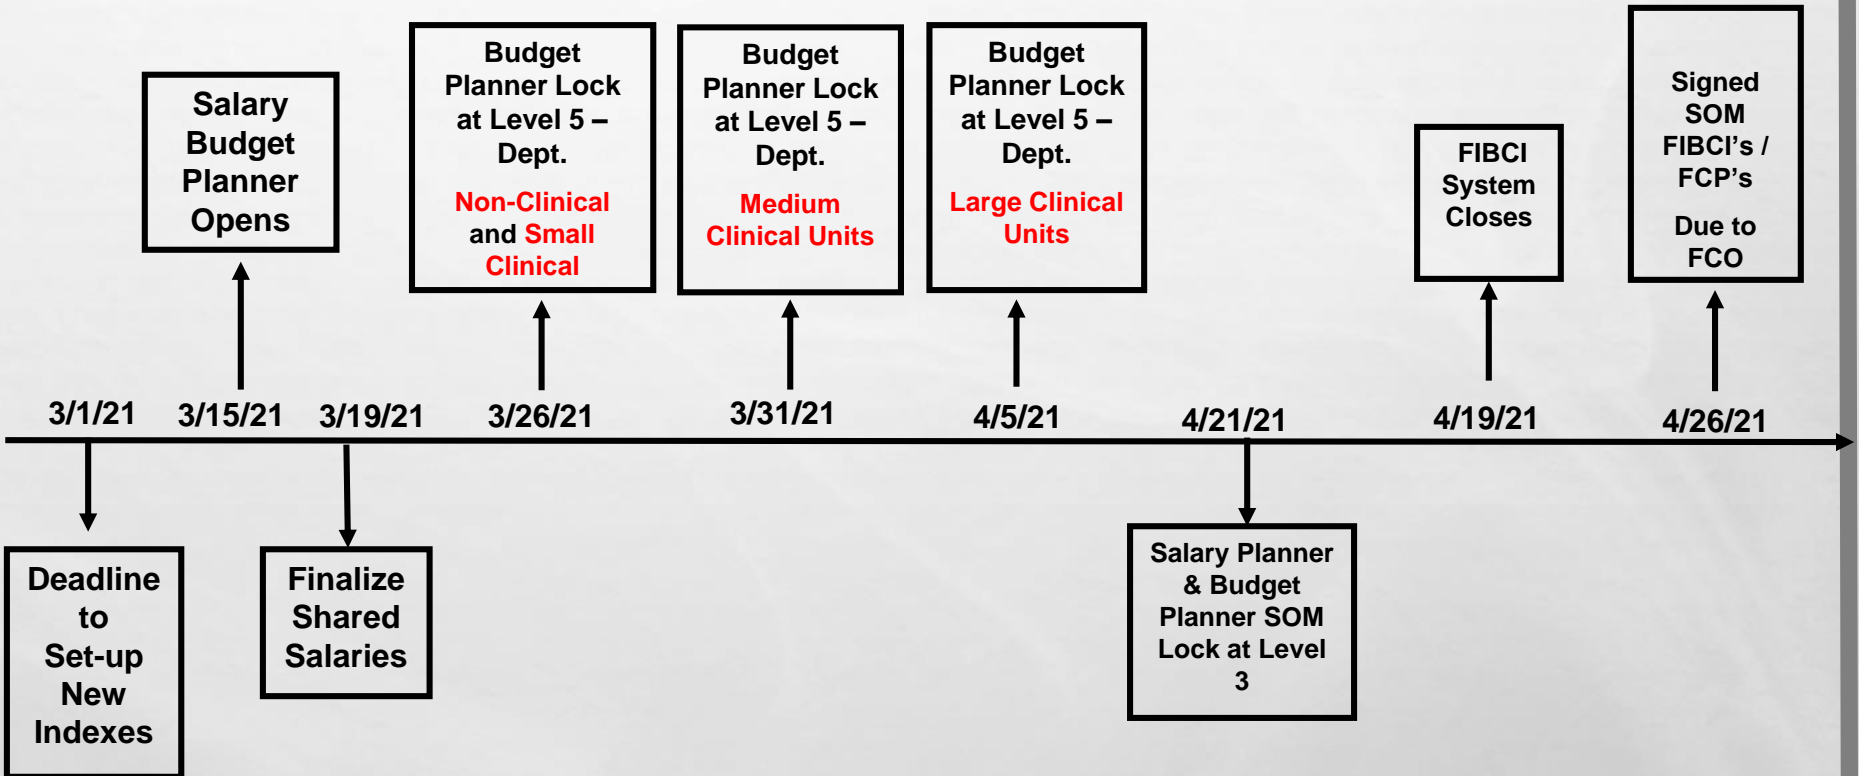 Salary
Budget
Planner
Opens
Budget
Planner Lock
at Level 5 –
Dept.
Non-Clinical
and Small
Clinical
Budget
Planner Lock
at Level 5 –
Dept.
Medium
Clinical Units
Budget
Planner Lock
at Level 5 –
Dept.
Large Clinical
Units
FIBCI
System
Closes
Signed
SOM
FIBCI’s /
FCP’s
Due to
FCO
3/1/21
3/15/21
3/19/21
3/26/21
3/31/21
4/5/21
4/21/21
4/19/21
4/26/21
Deadline
to
Set-up
New
Indexes
Finalize
Shared
Salaries
Salary Planner
& Budget
Planner SOM
Lock at Level
3